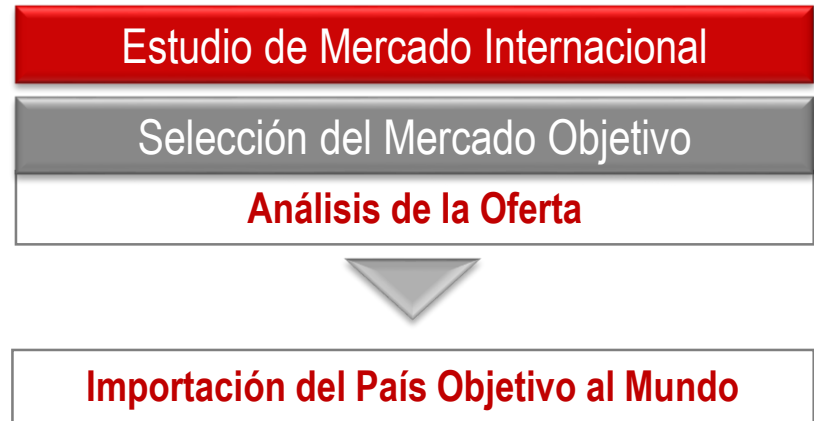 Estudio de Mercado Internacional
Selección del Mercado Objetivo
Análisis de la Oferta
Importación del País Objetivo al Mundo